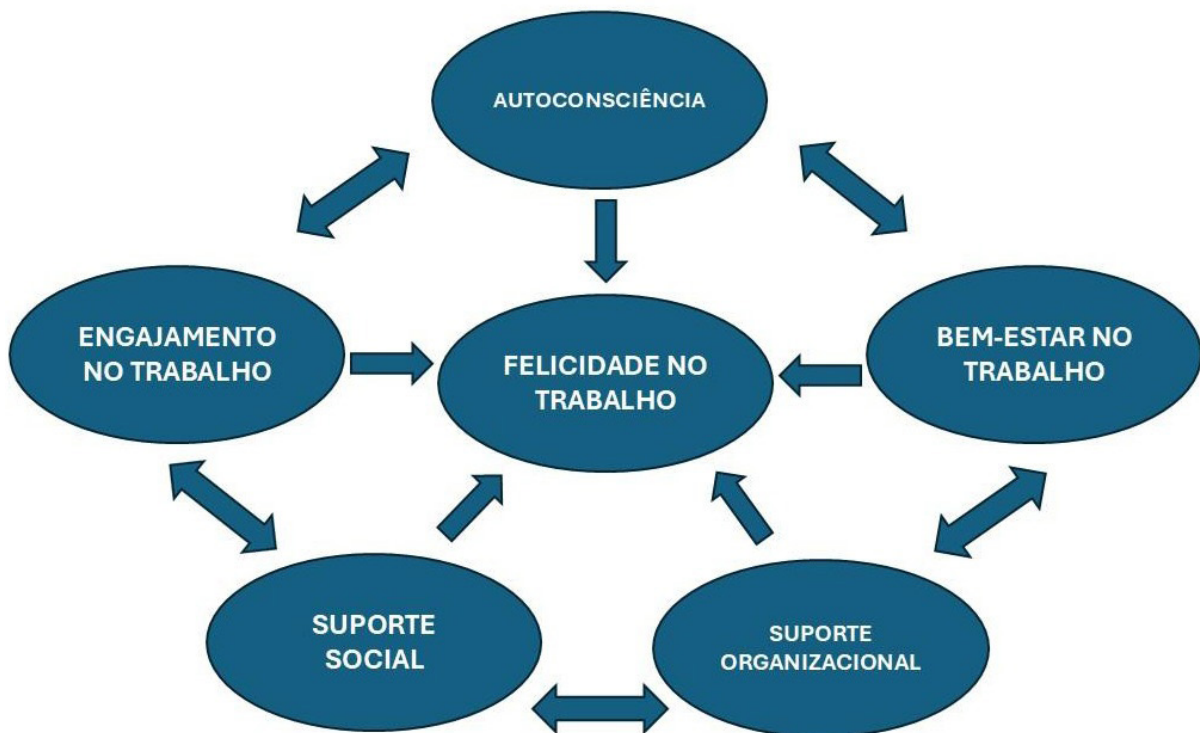 AUTOCONSCIÊNCIA
ENGAJAMENTO
NO TRABALHO
FELICIDADE NO
TRABALHO
BEM-ESTAR NO
TRABALHO
SUPORTE
SOCIAL
SUPORTE
ORGANIZACIONAL